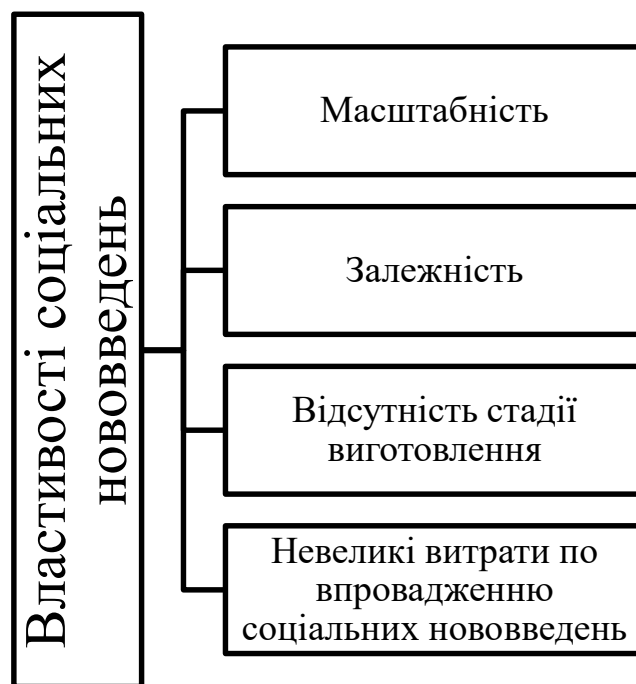 Властивості соціальних
нововведень
Масштабність
Залежність
Відсутність стадії
виготовлення
Невеликі витрати по
впровадженню
соціальних нововведень